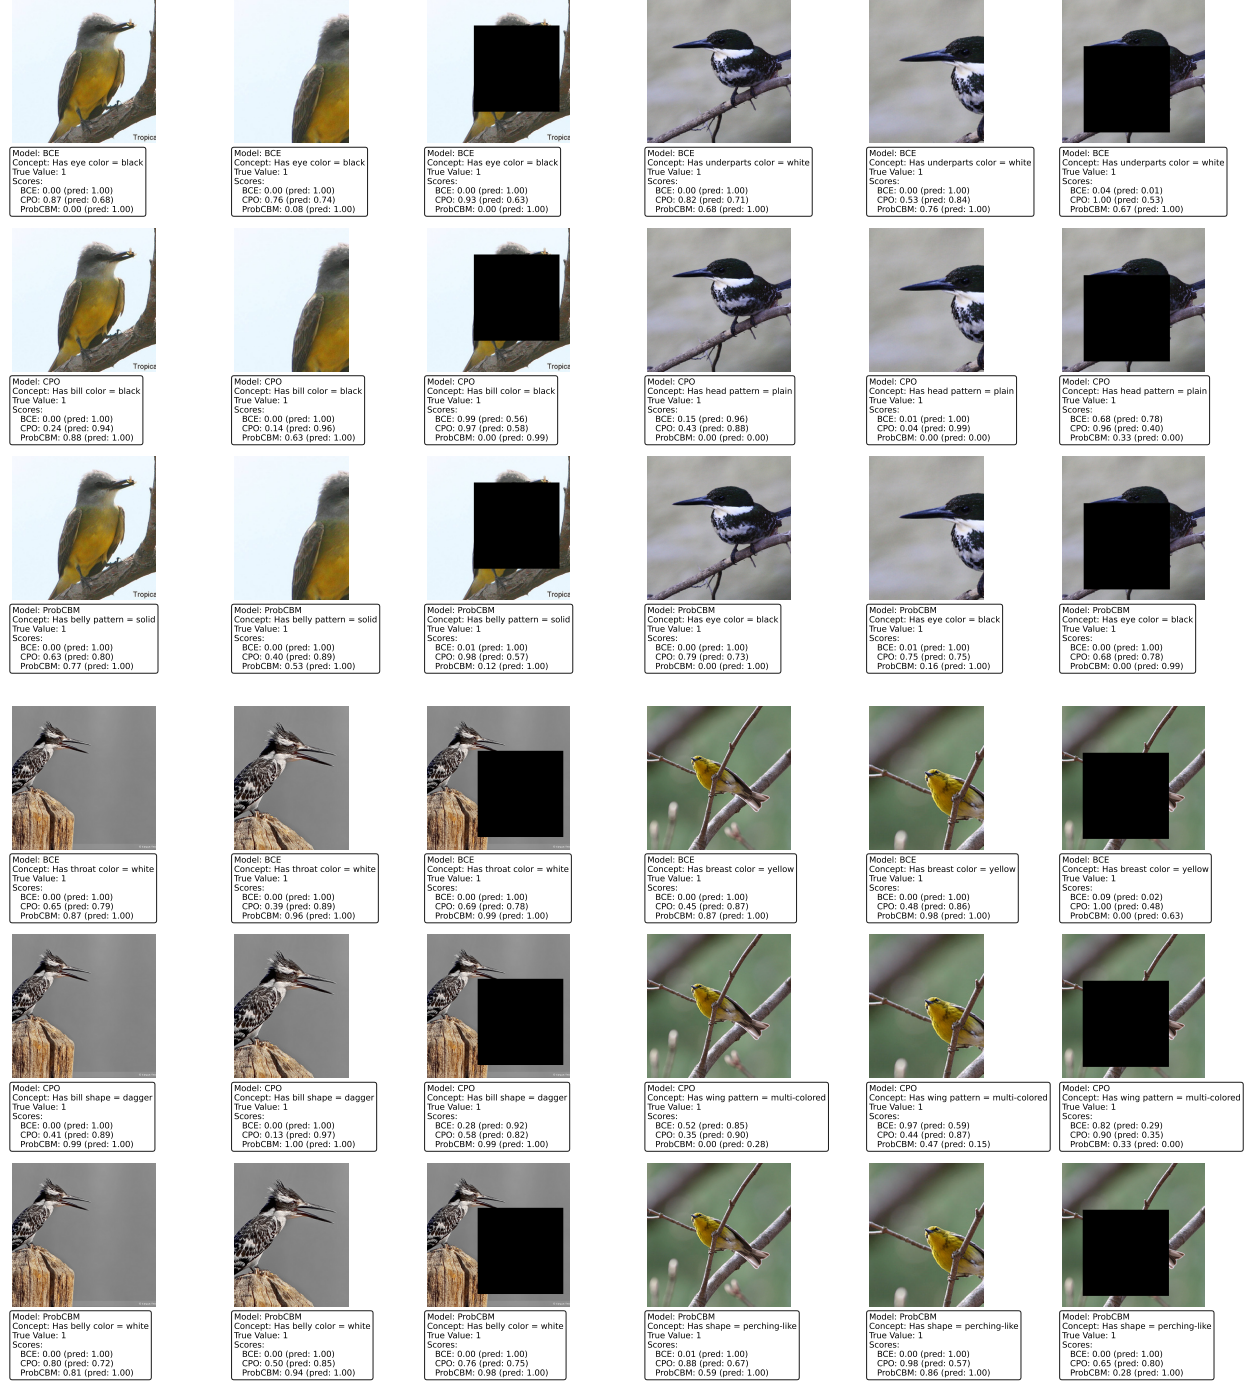 Tropica
Model: BCE
Concept: Has eye color = black
True Value: 1
Scores:
BCE: 0.00 (pred: 1.00)
CPO: 0.87 (pred: 0.68)
ProbCBM: 0.00 (pred: 1.00)
Model: BCE
Concept: Has eye color = black
True Value: 1
Scores:
BCE: 0.00 (pred: 1.00)
CPO: 0.76 (pred: 0.74)
ProbCBM: 0.08 (pred: 1.00)
Tropica
Model: BCE
Concept: Has eye color = black
True Value: 1
Scores:
BCE: 0.00 (pred: 1.00)
CPO: 0.93 (pred: 0.63)
ProbCBM: 0.00 (pred: 1.00)
Model: BCE
Concept: Has underparts color = white
True Value: 1
Scores:
BCE: 0.00 (pred: 1.00)
CPO: 0.82 (pred: 0.71)
ProbCBM: 0.68 (pred: 1.00)
Model: BCE
Concept: Has underparts color = white
True Value: 1
Scores:
BCE: 0.00 (pred: 1.00)
CPO: 0.53 (pred: 0.84)
ProbCBM: 0.76 (pred: 1.00)
Model: BCE
Concept: Has underparts color = white
True Value: 1
Scores:
BCE: 0.04 (pred: 0.01)
CPO: 1.00 (pred: 0.53)
ProbCBM: 0.67 (pred: 1.00)
Tropica
Model: CPO
Concept: Has bill color = black
True Value: 1
Scores:
BCE: 0.00 (pred: 1.00)
CPO: 0.24 (pred: 0.94)
ProbCBM: 0.88 (pred: 1.00)
Model: CPO
Concept: Has bill color = black
True Value: 1
Scores:
BCE: 0.00 (pred: 1.00)
CPO: 0.14 (pred: 0.96)
ProbCBM: 0.63 (pred: 1.00)
Tropica
Model: CPO
Concept: Has bill color = black
True Value: 1
Scores:
BCE: 0.99 (pred: 0.56)
CPO: 0.97 (pred: 0.58)
ProbCBM: 0.00 (pred: 0.99)
Model: CPO
Concept: Has head pattern = plain
True Value: 1
Scores:
BCE: 0.15 (pred: 0.96)
CPO: 0.43 (pred: 0.88)
ProbCBM: 0.00 (pred: 0.00)
Model: CPO
Concept: Has head pattern = plain
True Value: 1
Scores:
BCE: 0.01 (pred: 1.00)
CPO: 0.04 (pred: 0.99)
ProbCBM: 0.00 (pred: 0.00)
Model: CPO
Concept: Has head pattern = plain
True Value: 1
Scores:
BCE: 0.68 (pred: 0.78)
CPO: 0.96 (pred: 0.40)
ProbCBM: 0.33 (pred: 0.00)
Tropica
Model: ProbCBM
Concept: Has belly pattern = solid
True Value: 1
Scores:
BCE: 0.00 (pred: 1.00)
CPO: 0.63 (pred: 0.80)
ProbCBM: 0.77 (pred: 1.00)
Model: ProbCBM
Concept: Has belly pattern = solid
True Value: 1
Scores:
BCE: 0.00 (pred: 1.00)
CPO: 0.40 (pred: 0.89)
ProbCBM: 0.53 (pred: 1.00)
Tropica
Model: ProbCBM
Concept: Has belly pattern = solid
True Value: 1
Scores:
BCE: 0.01 (pred: 1.00)
CPO: 0.98 (pred: 0.57)
ProbCBM: 0.12 (pred: 1.00)
Model: ProbCBM
Concept: Has eye color = black
True Value: 1
Scores:
BCE: 0.00 (pred: 1.00)
CPO: 0.79 (pred: 0.73)
ProbCBM: 0.00 (pred: 1.00)
Model: ProbCBM
Concept: Has eye color = black
True Value: 1
Scores:
BCE: 0.01 (pred: 1.00)
CPO: 0.75 (pred: 0.75)
ProbCBM: 0.16 (pred: 1.00)
Model: ProbCBM
Concept: Has eye color = black
True Value: 1
Scores:
BCE: 0.00 (pred: 1.00)
CPO: 0.68 (pred: 0.78)
ProbCBM: 0.00 (pred: 0.99)
Model: BCE
Concept: Has throat color = white
True Value: 1
Scores:
BCE: 0.00 (pred: 1.00)
CPO: 0.65 (pred: 0.79)
ProbCBM: 0.87 (pred: 1.00)
Model: BCE
Concept: Has throat color = white
True Value: 1
Scores:
BCE: 0.00 (pred: 1.00)
CPO: 0.39 (pred: 0.89)
ProbCBM: 0.96 (pred: 1.00)
Model: BCE
Concept: Has throat color = white
True Value: 1
Scores:
BCE: 0.00 (pred: 1.00)
CPO: 0.69 (pred: 0.78)
ProbCBM: 0.99 (pred: 1.00)
Model: BCE
Concept: Has breast color = yellow
True Value: 1
Scores:
BCE: 0.00 (pred: 1.00)
CPO: 0.45 (pred: 0.87)
ProbCBM: 0.87 (pred: 1.00)
Model: BCE
Concept: Has breast color = yellow
True Value: 1
Scores:
BCE: 0.00 (pred: 1.00)
CPO: 0.48 (pred: 0.86)
ProbCBM: 0.98 (pred: 1.00)
Model: BCE
Concept: Has breast color = yellow
True Value: 1
Scores:
BCE: 0.09 (pred: 0.02)
CPO: 1.00 (pred: 0.48)
ProbCBM: 0.00 (pred: 0.63)
Model: CPO
Concept: Has bill shape = dagger
True Value: 1
Scores:
BCE: 0.00 (pred: 1.00)
CPO: 0.41 (pred: 0.89)
ProbCBM: 0.99 (pred: 1.00)
Model: CPO
Concept: Has bill shape = dagger
True Value: 1
Scores:
BCE: 0.00 (pred: 1.00)
CPO: 0.13 (pred: 0.97)
ProbCBM: 1.00 (pred: 1.00)
Model: CPO
Concept: Has bill shape = dagger
True Value: 1
Scores:
BCE: 0.28 (pred: 0.92)
CPO: 0.58 (pred: 0.82)
ProbCBM: 0.99 (pred: 1.00)
Model: CPO
Concept: Has wing pattern = multi-colored
True Value: 1
Scores:
BCE: 0.52 (pred: 0.85)
CPO: 0.35 (pred: 0.90)
ProbCBM: 0.00 (pred: 0.28)
Model: CPO
Concept: Has wing pattern = multi-colored
True Value: 1
Scores:
BCE: 0.97 (pred: 0.59)
CPO: 0.44 (pred: 0.87)
ProbCBM: 0.47 (pred: 0.15)
Model: CPO
Concept: Has wing pattern = multi-colored
True Value: 1
Scores:
BCE: 0.82 (pred: 0.29)
CPO: 0.90 (pred: 0.35)
ProbCBM: 0.33 (pred: 0.00)
Model: ProbCBM
Concept: Has belly color = white
True Value: 1
Scores:
BCE: 0.00 (pred: 1.00)
CPO: 0.80 (pred: 0.72)
ProbCBM: 0.81 (pred: 1.00)
Model: ProbCBM
Concept: Has belly color = white
True Value: 1
Scores:
BCE: 0.00 (pred: 1.00)
CPO: 0.50 (pred: 0.85)
ProbCBM: 0.94 (pred: 1.00)
Model: ProbCBM
Concept: Has belly color = white
True Value: 1
Scores:
BCE: 0.00 (pred: 1.00)
CPO: 0.76 (pred: 0.75)
ProbCBM: 0.98 (pred: 1.00)
Model: ProbCBM
Concept: Has shape = perching-like
True Value: 1
Scores:
BCE: 0.01 (pred: 1.00)
CPO: 0.88 (pred: 0.67)
ProbCBM: 0.59 (pred: 1.00)
Model: ProbCBM
Concept: Has shape = perching-like
True Value: 1
Scores:
BCE: 0.00 (pred: 1.00)
CPO: 0.98 (pred: 0.57)
ProbCBM: 0.86 (pred: 1.00)
Model: ProbCBM
Concept: Has shape = perching-like
True Value: 1
Scores:
BCE: 0.00 (pred: 1.00)
CPO: 0.65 (pred: 0.80)
ProbCBM: 0.28 (pred: 1.00)